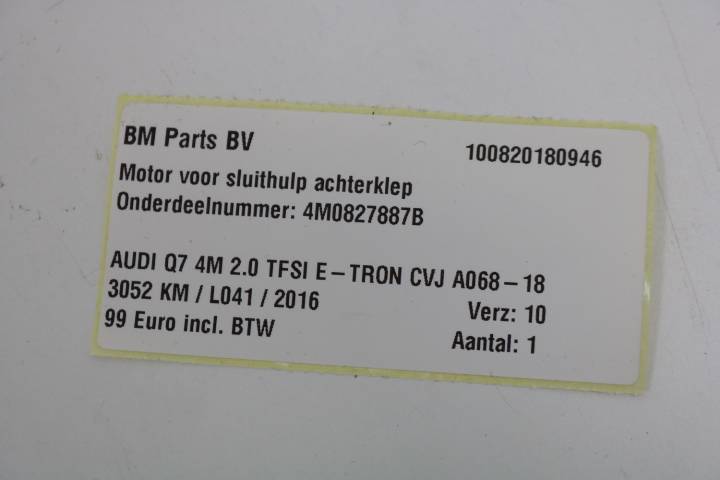 BM Parts BV
100820180946
Motor voor sluithulp achterklep
Onderdeelnummer: 4M0827887B
AUDI Q7 4M 2.0 TFSI E-TRON CVJ A068-18
3052 KM / L041 / 2016
Verz: 10
99 Euro incl. BTW
Aantal: 1